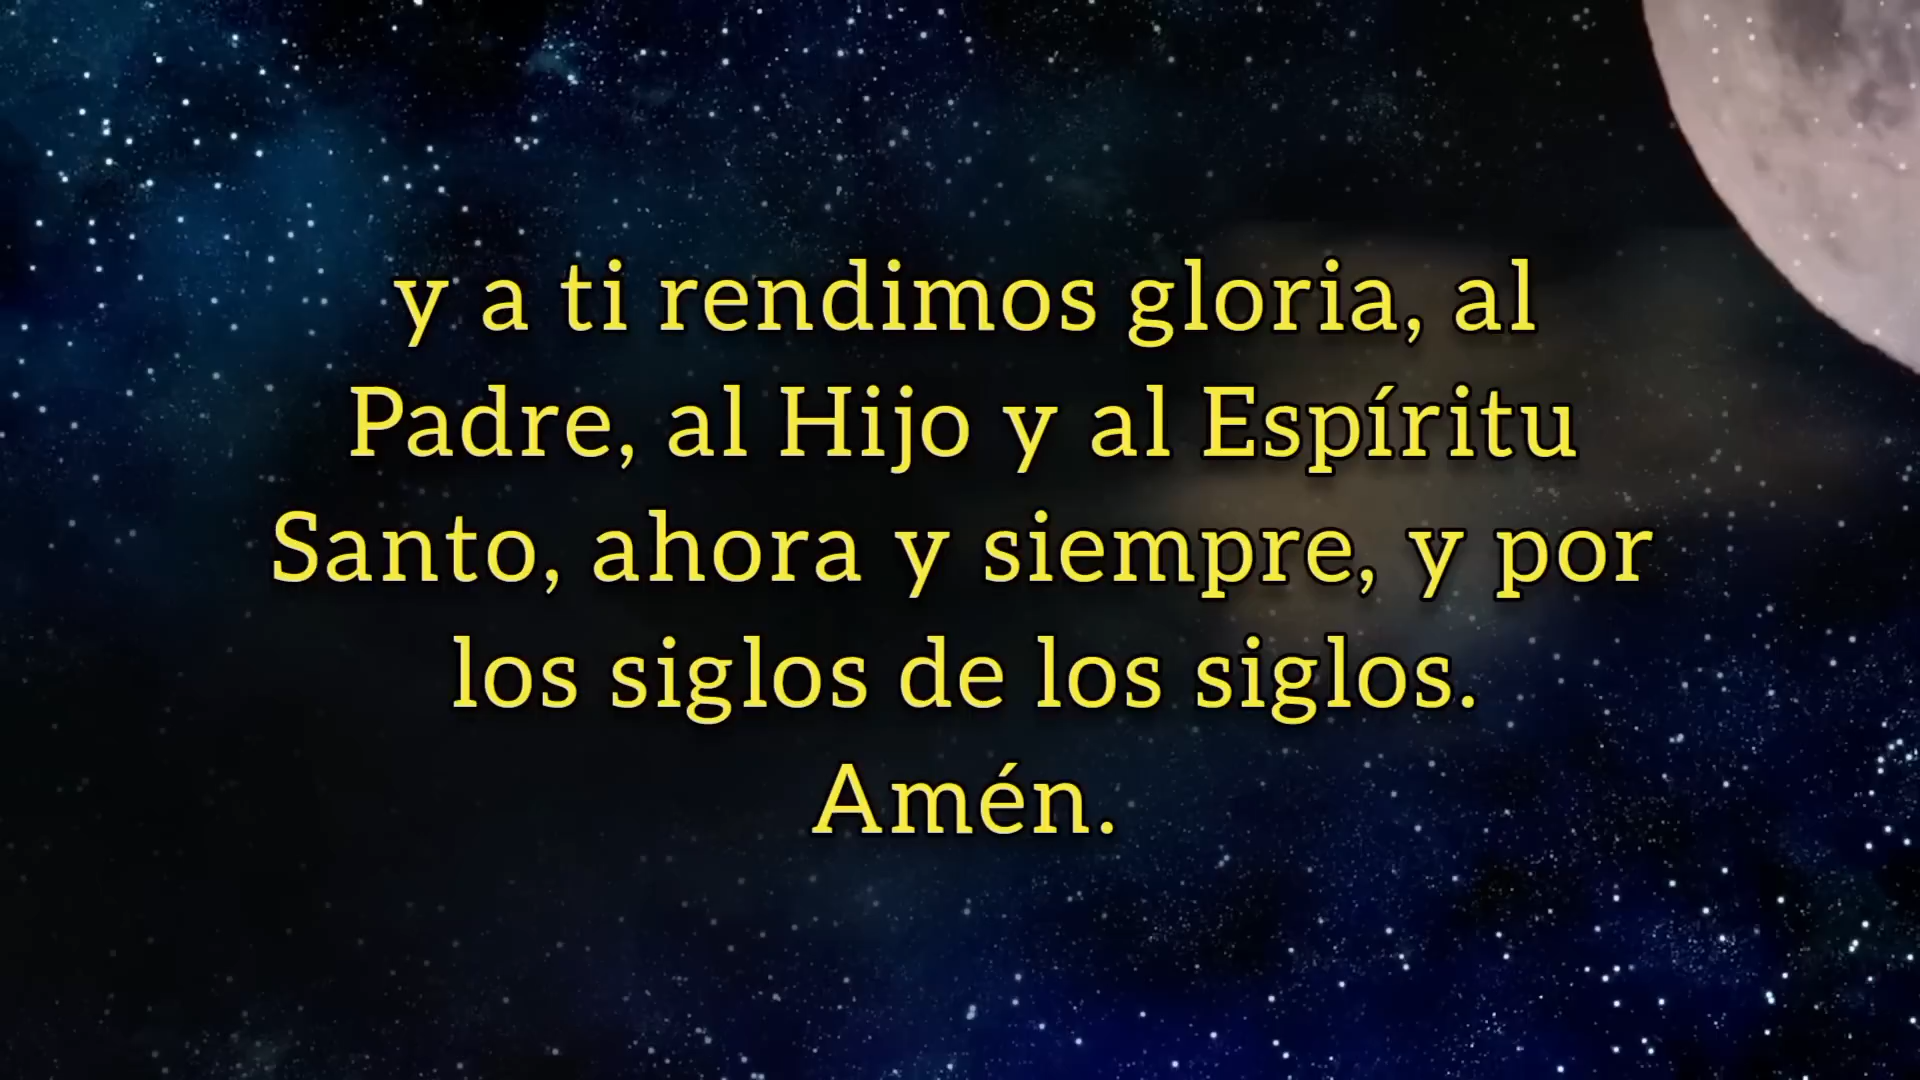 y a ti rendimos gloria, al
Padre, al Hijo y al Espíritu
Santo, ahora y siempre, y por
los siglos de los siglos.
Amén.